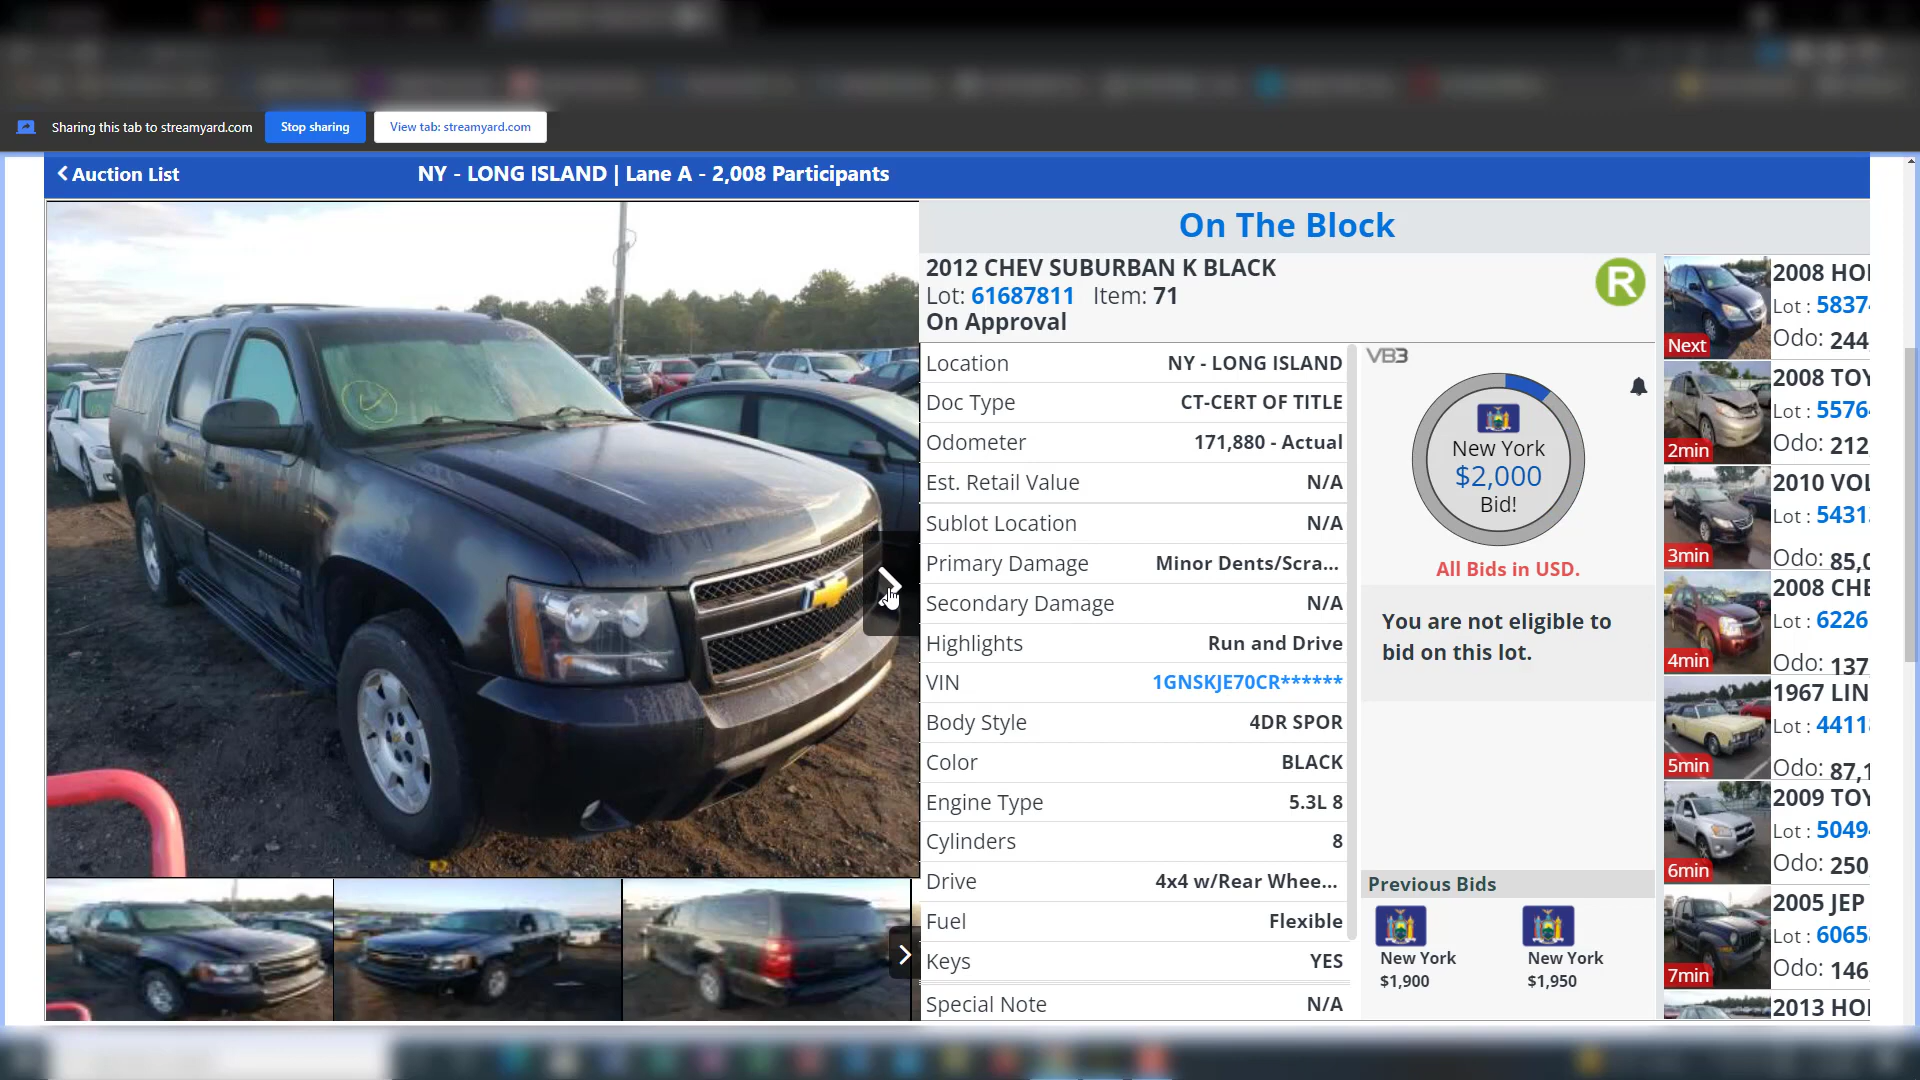 Sharing this tab to streamyard.com
Stop sharing
View tab: streamyard.com
Auction List
NY - LONG ISLAND | Lane A - 2,008 Participants
On The Block
2012 CHEV SUBURBAN K BLACK
Lot: 61687811 Item: 71
On Approval
R
Location NY - LONG ISLAND
Doc Type CT-CERT OF TITLE
Odometer 171,880 - Actual
Est. Retail Value N/A
Sublot Location N/A
Primary Damage Minor Dents/Scra...
Secondary Damage N/A
Highlights Run and Drive
VIN 1GNSKJE70CR******
Body Style 4DR SPOR
Color BLACK
Engine Type 5.3L 8
Cylinders 8
Drive 4x4 w/Rear Whee...
Fuel Flexible
Keys YES
Special Note N/A
VB3
New York
$2,000
Bid!
All Bids in USD.
You are not eligible to
bid on this lot.
Previous Bids
New York
$1,900
New York
$1,950
2008 HO
Lot : 5837
Odo: 244
Next
2008 TOY
Lot : 5576
Odo: 212
2min
2010 VOL
Lot : 5431
Odo: 85,0
3min
2008 CHE
Lot : 6226
Odo: 137
4min
1967 LIN
Lot : 4411
Odo: 87,1
5min
2009 TOY
Lot : 5049
Odo: 250
6min
2005 JEP
Lot : 6065
Odo: 146
7min
2013 HO